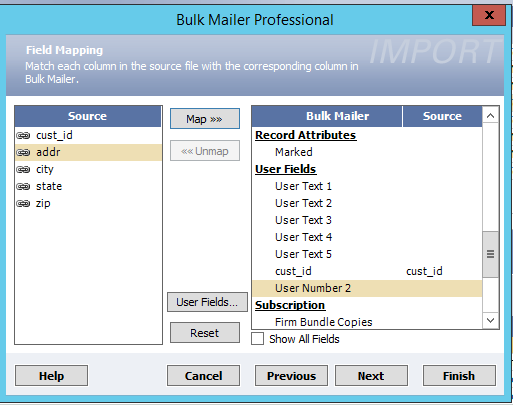 Bulk Mailer Professional
x
Field Mapping
IMPORT
Match each column in the source file with the corresponding column in
Bulk Mailer.
Source
cust_id
addr
city
state
zip
Map »»
«« Unmap
User Fields...
Reset
Bulk Mailer Source
Record Attributes
Marked
User Fields
User Text 1
User Text 2
User Text 3
User Text 4
User Text 5
cust_id cust_id
User Number 2
Subscription
Firm Bundle Copies
Show All Fields
Help Cancel Previous Next Finish